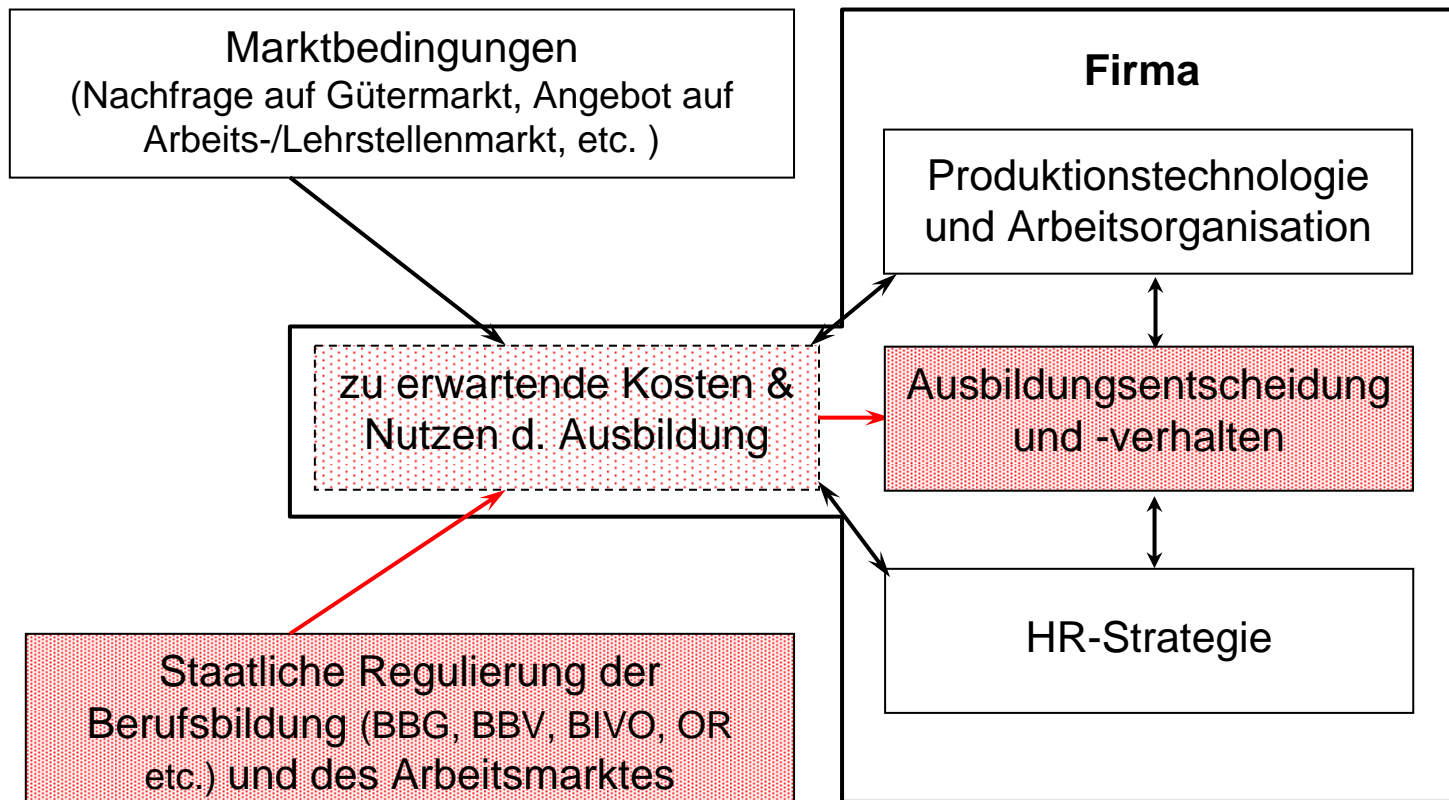 Marktbedingungen
(Nachfrage auf Gütermarkt, Angebot auf
Arbeits-/Lehrstellenmarkt, etc. )
Firma
Produktionstechnologie
und Arbeitsorganisation
zu erwartende Kosten &
Nutzen d. Ausbildung
Ausbildungsentscheidung
und -verhalten
HR-Strategie
Staatliche Regulierung der
Berufsbildung (BBG, BBV, BIVO, OR
etc.) und des Arbeitsmarktes